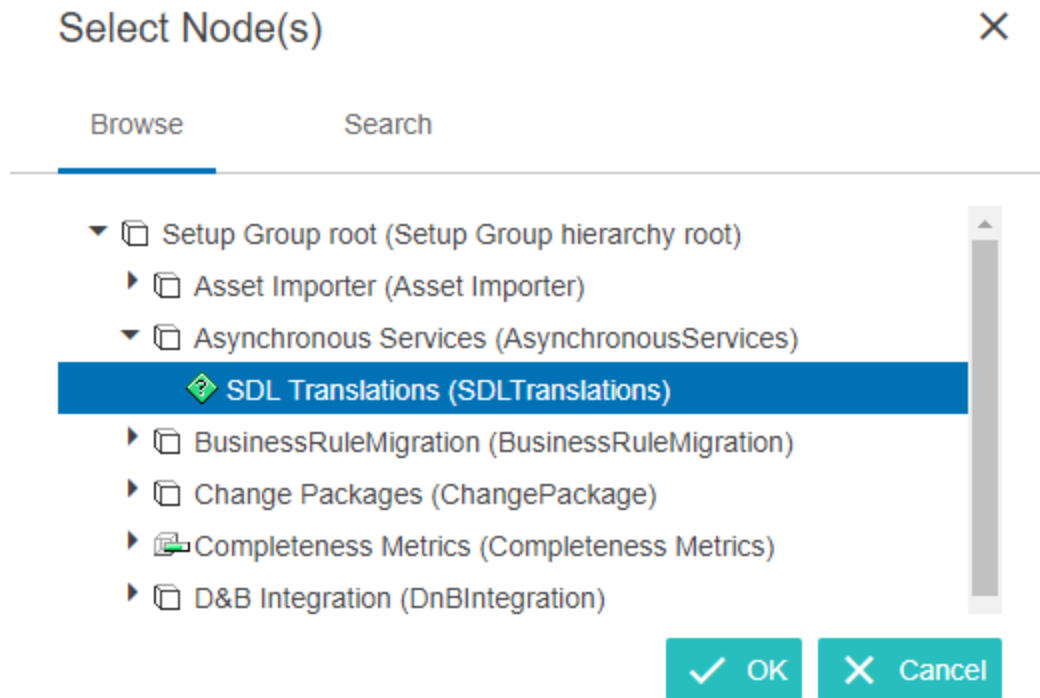 Select Node(s)
Browse Search
Setup Group root (Setup Group hierarchy root)
Asset Importer (Asset Importer)
Asynchronous Services (AsynchronousServices)
SDL Translations (SDLTranslations)
BusinessRuleMigration (BusinessRuleMigration)
Change Packages (ChangePackage)
Completeness Metrics (Completeness Metrics)
D&B Integration (DnBIntegration)
OK Cancel